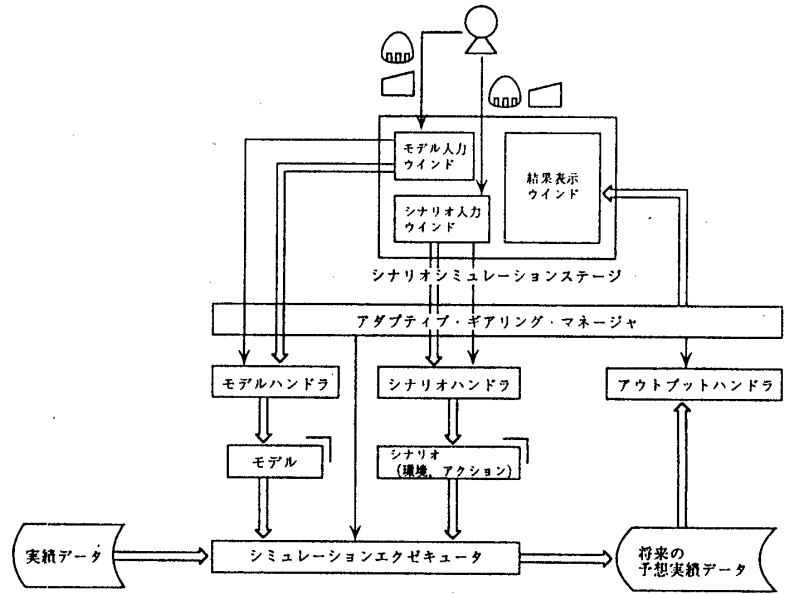 モデル入力
ウインド
結果表示
ウインド
シナリオ入力
ウインド
シナリオシミュレーションステージ
アダプティブ・ギアリング・マネージャ
モデルハンドラ
シナリオハンドラ
アウトプットハンドラ
モデル
シナリオ
(環境、アクション)
実績データ
シミュレーションエクゼキュータ
将来の
予想実績データ